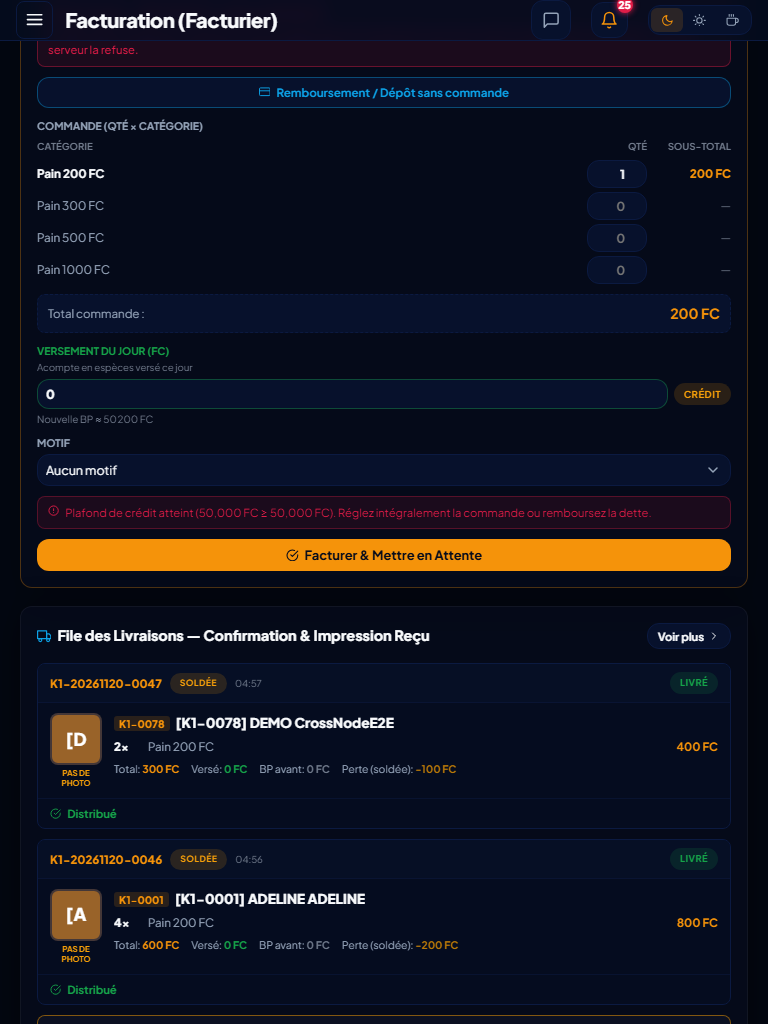 Facturation (Facturier)
25
serveur la refuse.
Remboursement / Dépôt sans commande
COMMANDE (QTÉ × CATÉGORIE)
CATÉGORIE QTÉ SOUS-TOTAL
Pain 200 FC 1 200 FC
Pain 300 FC 0 —
Pain 500 FC 0 —
Pain 1000 FC 0 —
Total commande : 200 FC
VERSEMENT DU JOUR (FC)
Acompte en espèces versé ce jour
0 CRÉDIT
Nouvelle BP ≈ 50 200 FC
MOTIF
Aucun motif
Plafond de crédit atteint (50,000 FC ≥ 50,000 FC). Réglez intégralement la commande ou remboursez la dette.
Facturer & Mettre en Attente
File des Livraisons — Confirmation & Impression Reçu Voir plus
K1-20261120-0047 SOLDÉE 04:57 LIVRÉ
[D
PAS DE
PHOTO
K1-0078 [K1-0078] DEMO CrossNodeE2E
2× Pain 200 FC 400 FC
Total: 300 FC Versé: 0 FC BP avant: 0 FC Perte (soldée): -100 FC
Distribué
K1-20261120-0046 SOLDÉE 04:56 LIVRÉ
[A
PAS DE
PHOTO
K1-0001 [K1-0001] ADELINE ADELINE
4× Pain 200 FC 800 FC
Total: 600 FC Versé: 0 FC BP avant: 0 FC Perte (soldée): -200 FC
Distribué